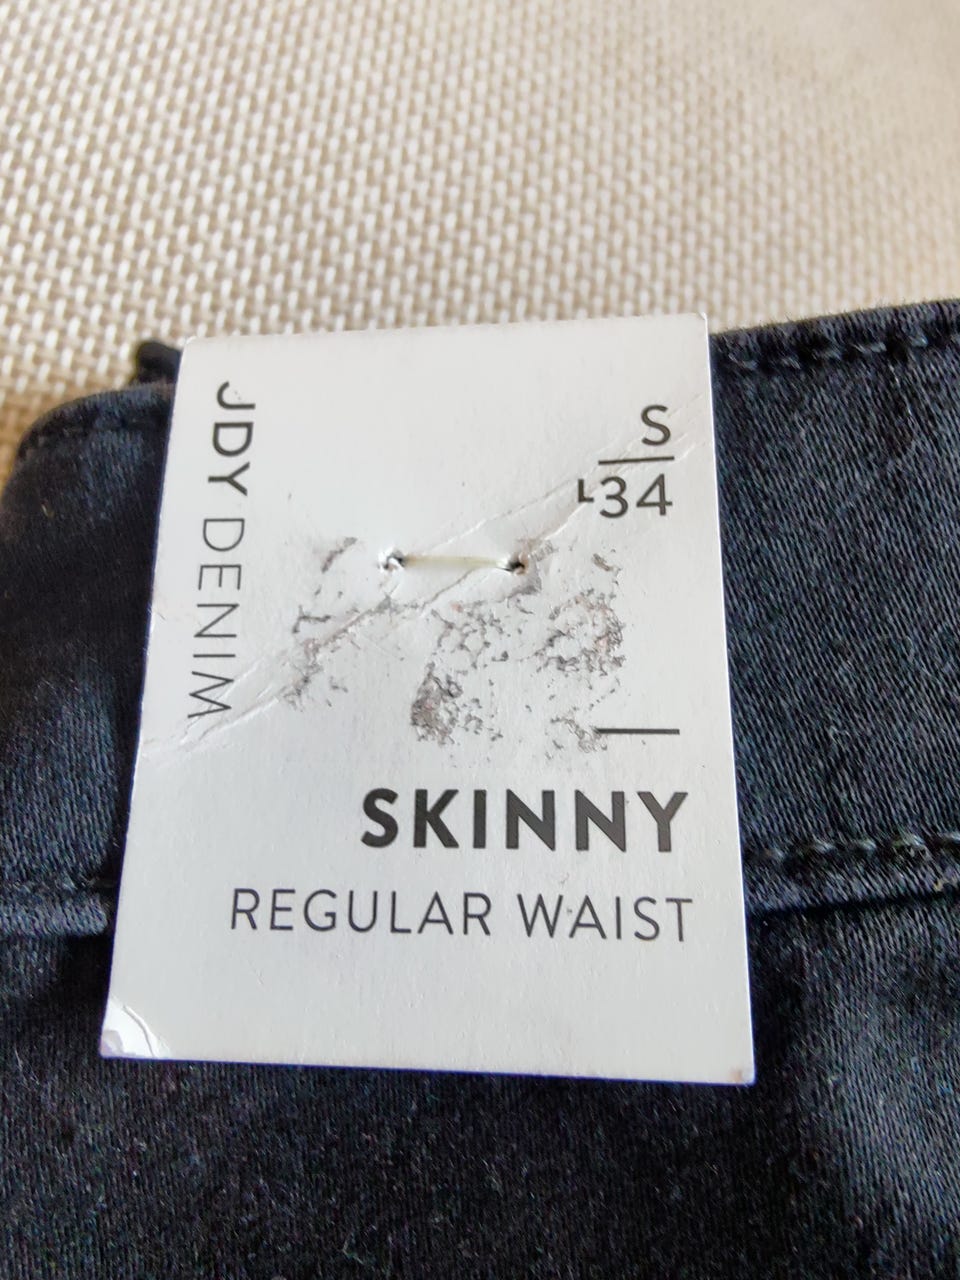 JDY DENIM
S
L34
SKINNY
REGULAR WAIST